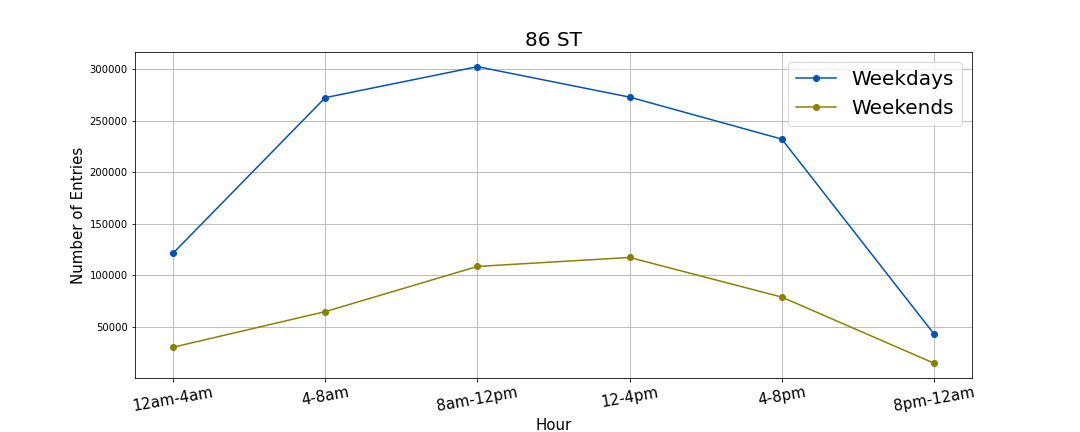 86 ST
Number of Entries
300000
250000
200000
150000
100000
50000
Weekdays
Weekends
12am-4am
4-8am
8am-12pm
12-4pm
4-8pm
8pm-12am
Hour